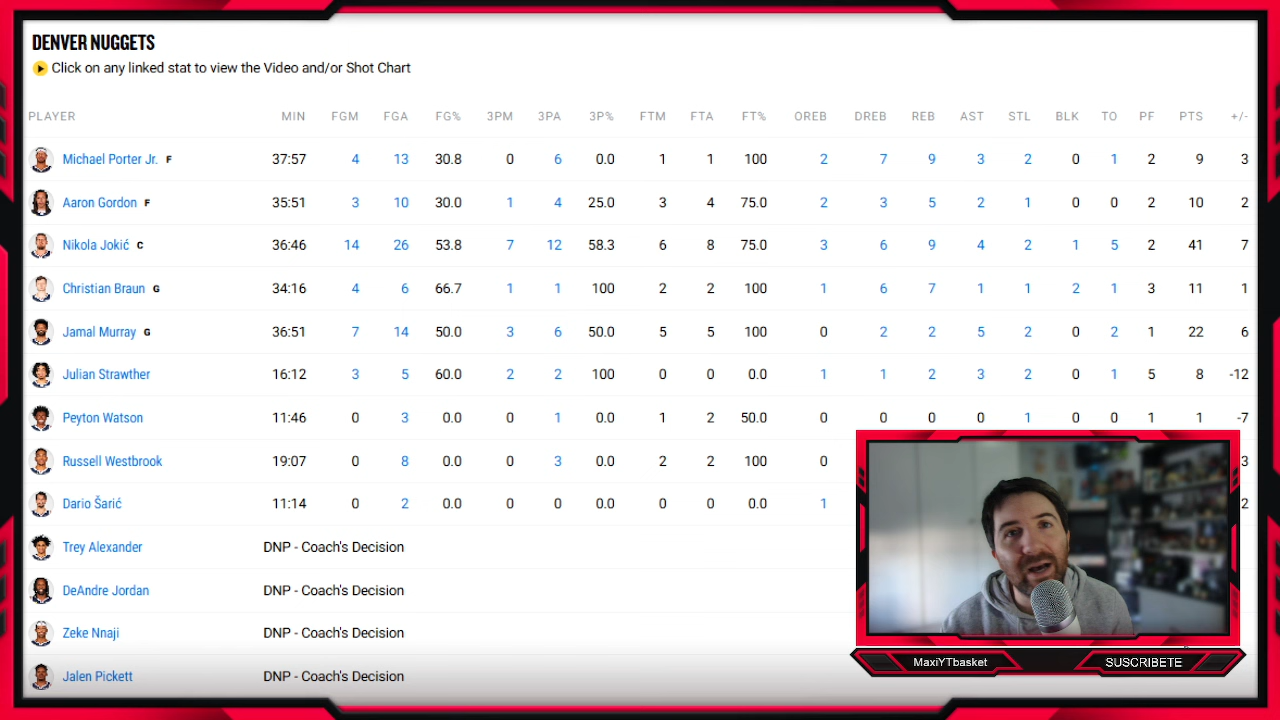 DENVER NUGGETS
Click on any linked stat to view the Video and/or Shot Chart
PLAYER MIN FGM FGA FG% 3PM 3PA 3P% FTM FTA FT% OREB DREB REB AST STL BLK TO PF PTS +/-
Michael Porter Jr. F 37:57 4 13 30.8 0 6 0.0 1 1 100 2 7 9 3 2 0 1 2 9 3
Aaron Gordon F 35:51 3 10 30.0 1 4 25.0 3 4 75.0 2 3 5 2 1 0 0 2 10 2
Nikola Jokić C 36:46 14 26 53.8 7 12 58.3 6 8 75.0 3 6 9 4 2 1 5 2 41 7
Christian Braun G 34:16 4 6 66.7 1 1 100 2 2 100 1 6 7 1 1 2 1 3 11 1
Jamal Murray G 36:51 7 14 50.0 3 6 50.0 5 5 100 0 2 2 5 2 0 2 1 22 6
Julian Strawther 16:12 3 5 60.0 2 2 100 0 0 0.0 1 1 2 3 2 0 1 5 8 -12
Peyton Watson 11:46 0 3 0.0 0 1 0.0 1 2 50.0 0 0 0 0 1 0 0 1 1 -7
Russell Westbrook 19:07 0 8 0.0 0 3 0.0 2 2 100 0 3
Dario Šarić 11:14 0 2 0.0 0 0 0.0 0 0 0.0 1 2
Trey Alexander DNP - Coach's Decision
DeAndre Jordan DNP - Coach's Decision
Zeke Nnaji DNP - Coach's Decision
Jalen Pickett DNP - Coach's Decision
MaxiYTbasket SUSCRIBETE